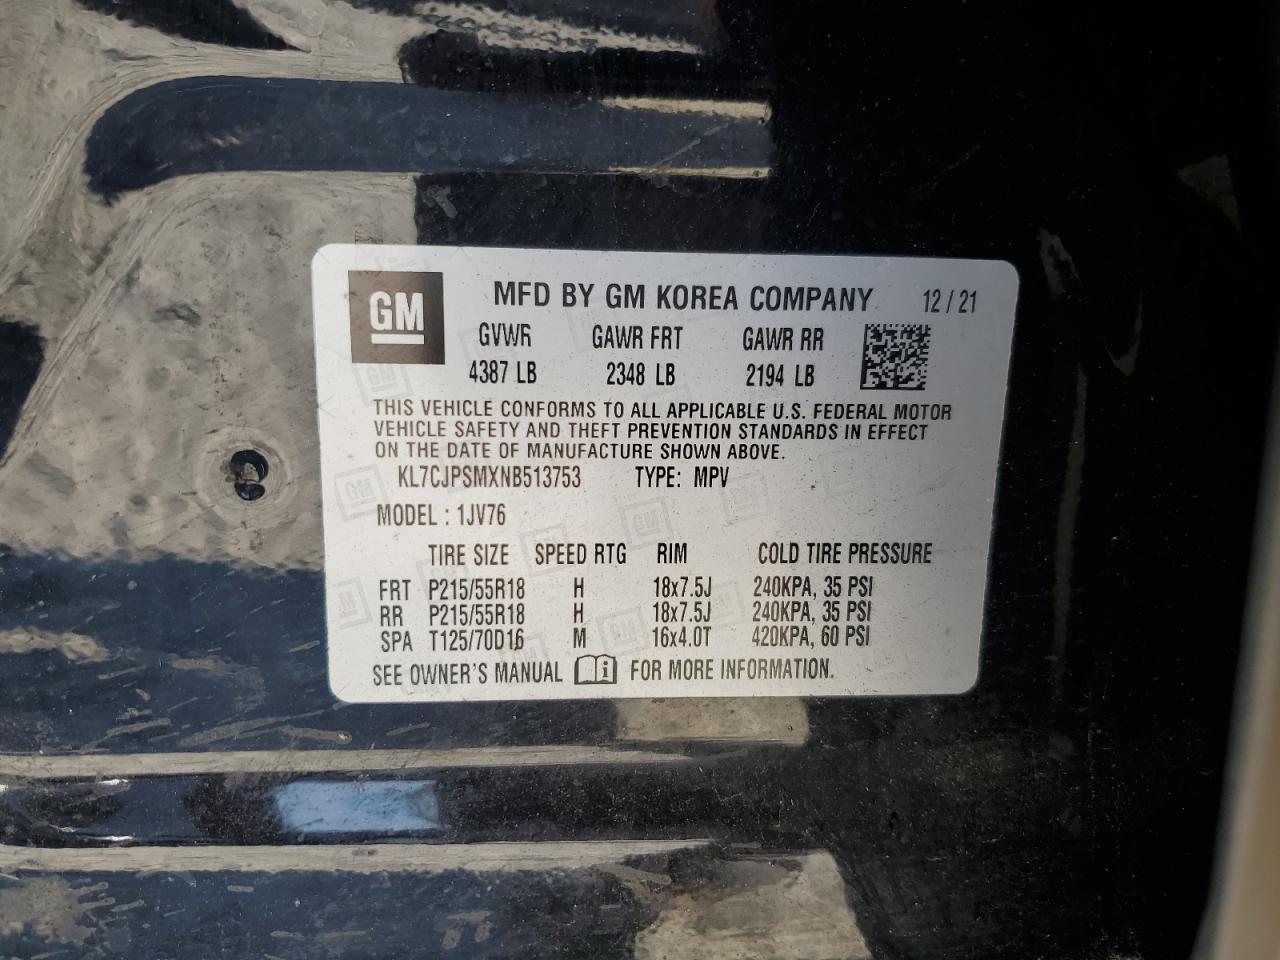 GM MFD BY GM KOREA COMPANY 12/21
GVWR GAWR FRT GAWR RR
4387 LB 2348 LB 2194 LB
THIS VEHICLE CONFORMS TO ALL APPLICABLE U.S. FEDERAL MOTOR
VEHICLE SAFETY AND THEFT PREVENTION STANDARDS IN EFFECT
ON THE DATE OF MANUFACTURE SHOWN ABOVE.
KL7CJPSMXNB513753 TYPE: MPV
MODEL : 1JV76
TIRE SIZE SPEED RTG RIM COLD TIRE PRESSURE
FRT P215/55R18 H 18x7.5J 240KPA, 35 PSI
RR P215/55R18 H 18x7.5J 240KPA, 35 PSI
SPA T125/70D16 M 16x4.0T 420KPA, 60 PSI
SEE OWNER'S MANUAL FOR MORE INFORMATION.